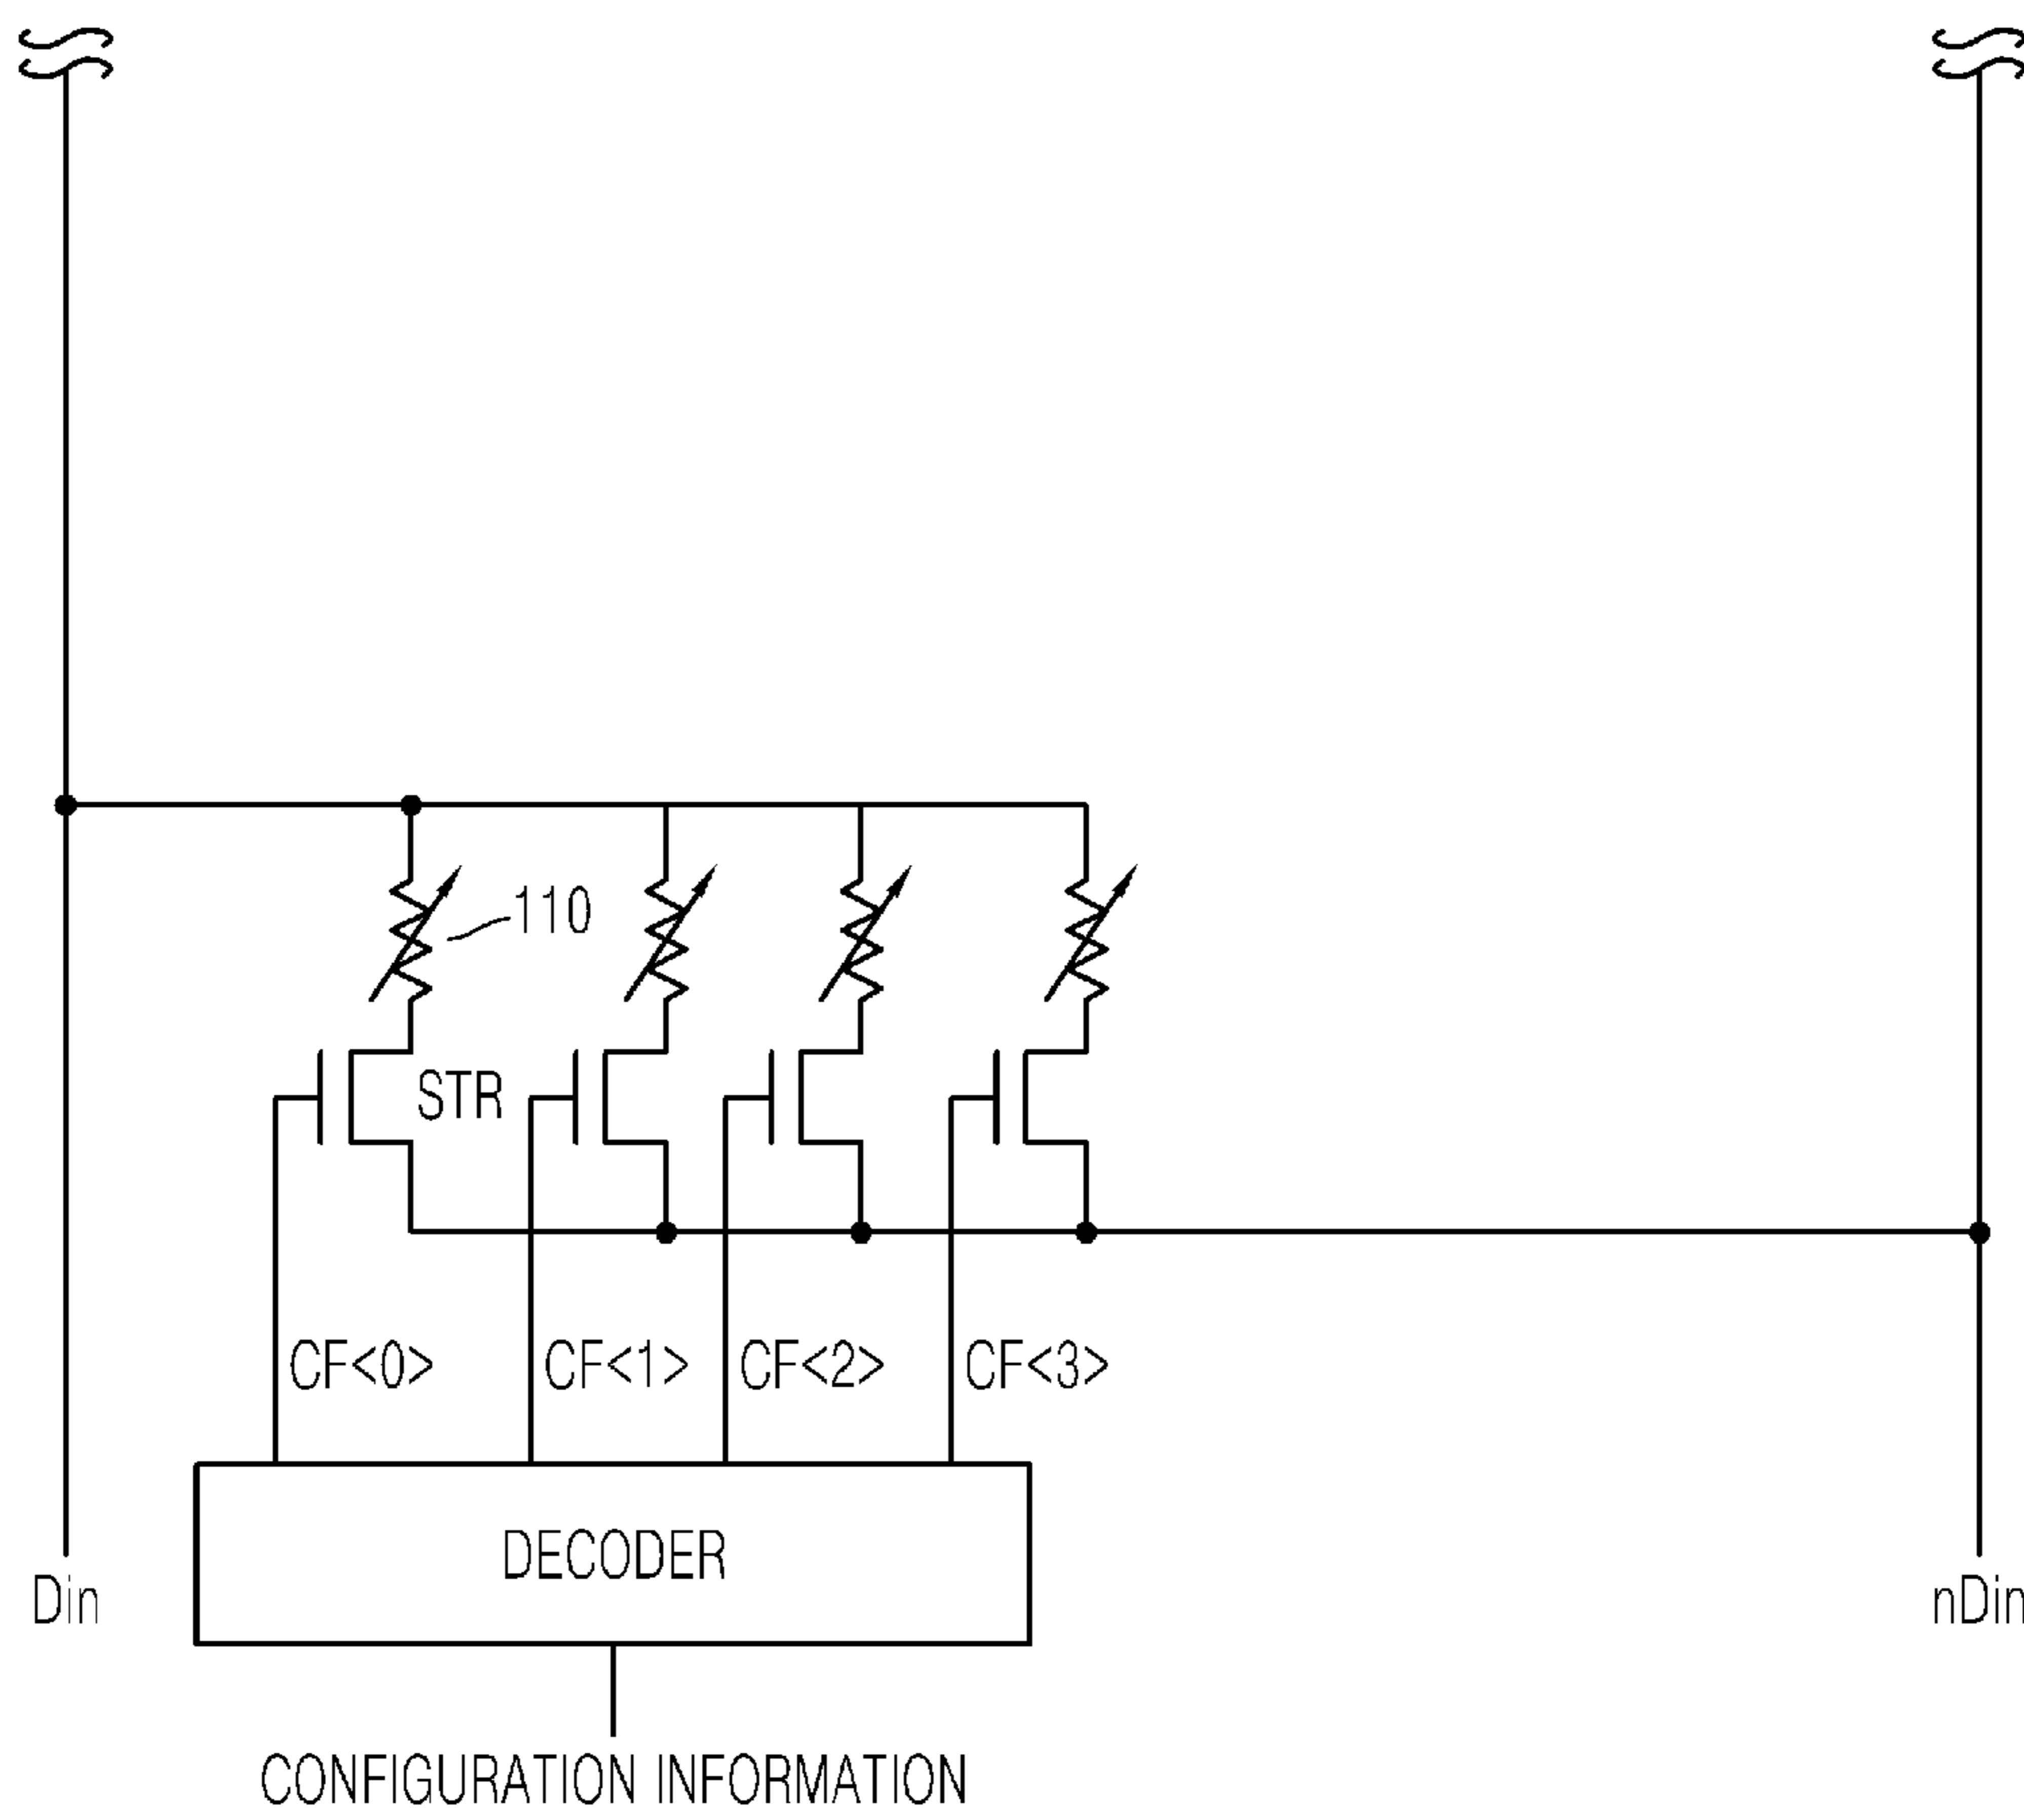 110
STR
CF<0> CF<1> CF<2> CF<3>
DECODER
Din
nDin
CONFIGURATION INFORMATION